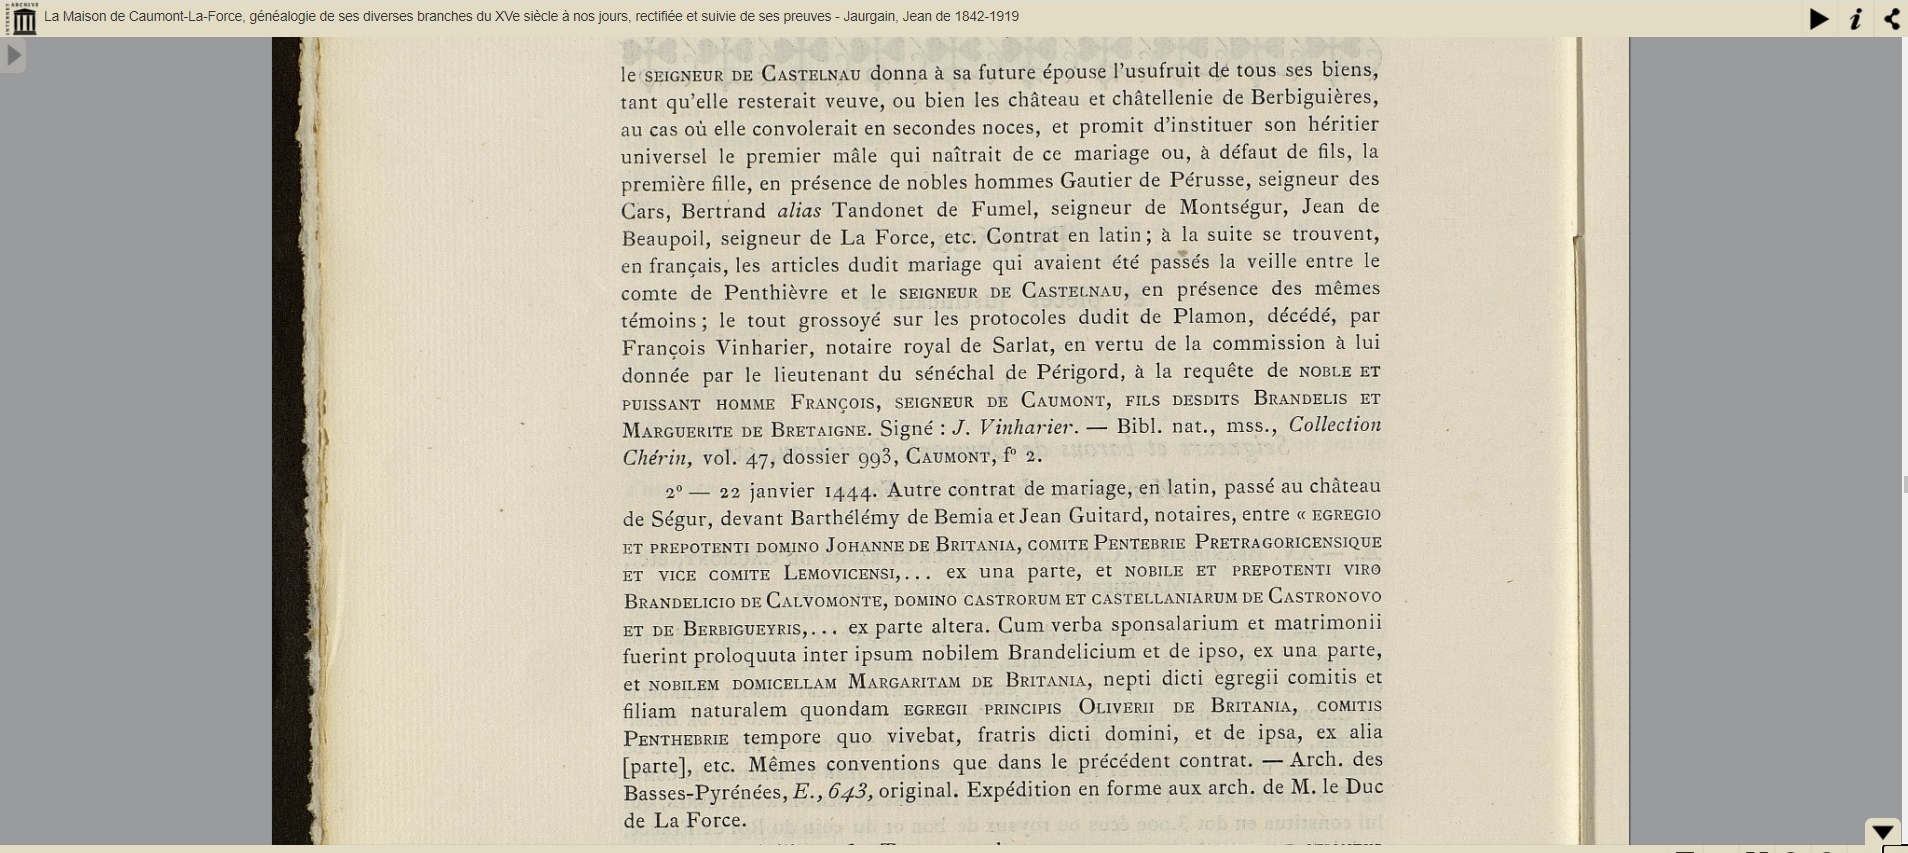 La Maison de Caumont-La-Force, généalogie de ses diverses branches du XVe siècle à nos jours, rectifiée et suivie de ses preuves - Jaurgain, Jean de 1842-1919
le SEIGNEUR DE CASTELNAU donna à sa future épouse l'usufruit de tous ses biens,
tant qu'elle resterait veuve, ou bien les château et châtellenie de Berbiguières,
au cas où elle convolerait en secondes noces, et promit d'instituer son héritier
universel le premier mâle qui naîtrait de ce mariage ou, à défaut de fils, la
première fille, en présence de nobles hommes Gautier de Pérusse, seigneur des
Cars, Bertrand alias Tandonet de Fumel, seigneur de Montségur, Jean de
Beaupoil, seigneur de La Force, etc. Contrat en latin; à la suite se trouvent,
en français, les articles dudit mariage qui avaient été passés la veille entre le
comte de Penthièvre et le SEIGNEUR DE CASTELNAU, en présence des mêmes
témoins; le tout grossoyé sur les protocoles dudit de Plamon, décédé, par
François Vinharier, notaire royal de Sarlat, en vertu de la commission à lui
donnée par le lieutenant du sénéchal de Périgord, à la requête de NOBLE ET
PUISSANT HOMME FRANÇOIS, SEIGNEUR DE CAUMONT, FILS DESDITS BRANDELIS ET
MARGUERITE DE BRETAIGNE. Signé : J. Vinharier. — Bibl. nat., mss., Collection
Chérin, vol. 47, dossier 993, CAUMONT, fº 2.
2º — 22 janvier 1444. Autre contrat de mariage, en latin, passé au château
de Ségur, devant Barthélémy de Bemia et Jean Guitard, notaires, entre « EGREGIO
ET PREPOTENTI DOMINO JOHANNE DE BRITANIA, COMITE PENTEBRIE PRETRAGORICENSIQUE
ET VICE COMITE LEMOVICENSI,... ex una parte, et NOBILE ET PREPOTENTI VIRO
BRANDELICIO DE CALVOMONTE, DOMINO CASTRORUM ET CASTELLANIARUM DE CASTRONOVO
ET DE BERBIGUEYRIS,... ex parte altera. Cum verba sponsalarium et matrimonii
fuerint proloquuta inter ipsum nobilem Brandelicium et de ipso, ex una parte,
et NOBILEM DOMICELLAM MARGARITAM DE BRITANIA, nepti dicti egregii comitis et
filiam naturalem quondam EGREGII PRINCIPIS OLIVERII DE BRITANIA, COMITIS
PENTHEBRIE tempore quo vivebat, fratris dicti domini, et de ipsa, ex alia
[parte], etc. Mêmes conventions que dans le précédent contrat. — Arch. des
Basses-Pyrénées, E., 643, original. Expédition en forme aux arch. de M. le Duc
de La Force.